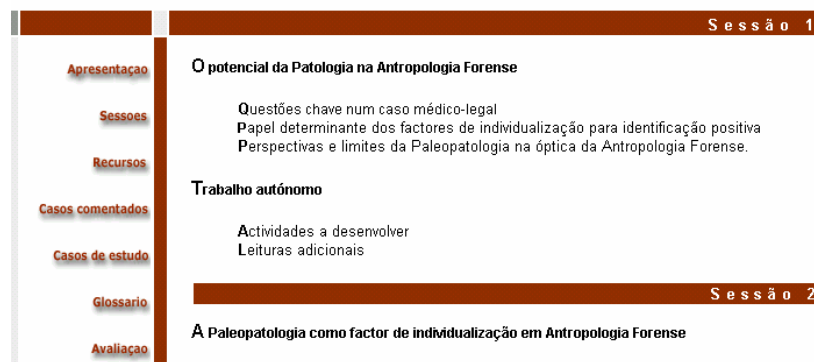 Sessão 1
Apresentaçao
Sessoes
Recursos
Casos comentados
Casos de estudo
Glossario
Avaliaçao
O potencial da Patologia na Antropologia Forense
Questões chave num caso médico-legal
Papel determinante dos factores de individualização para identificação positiva
Perspectivas e limites da Paleopatologia na óptica da Antropologia Forense.
Trabalho autónomo
Actividades a desenvolver
Leituras adicionais
Sessão 2
A Paleopatologia como factor de individualização em Antropologia Forense